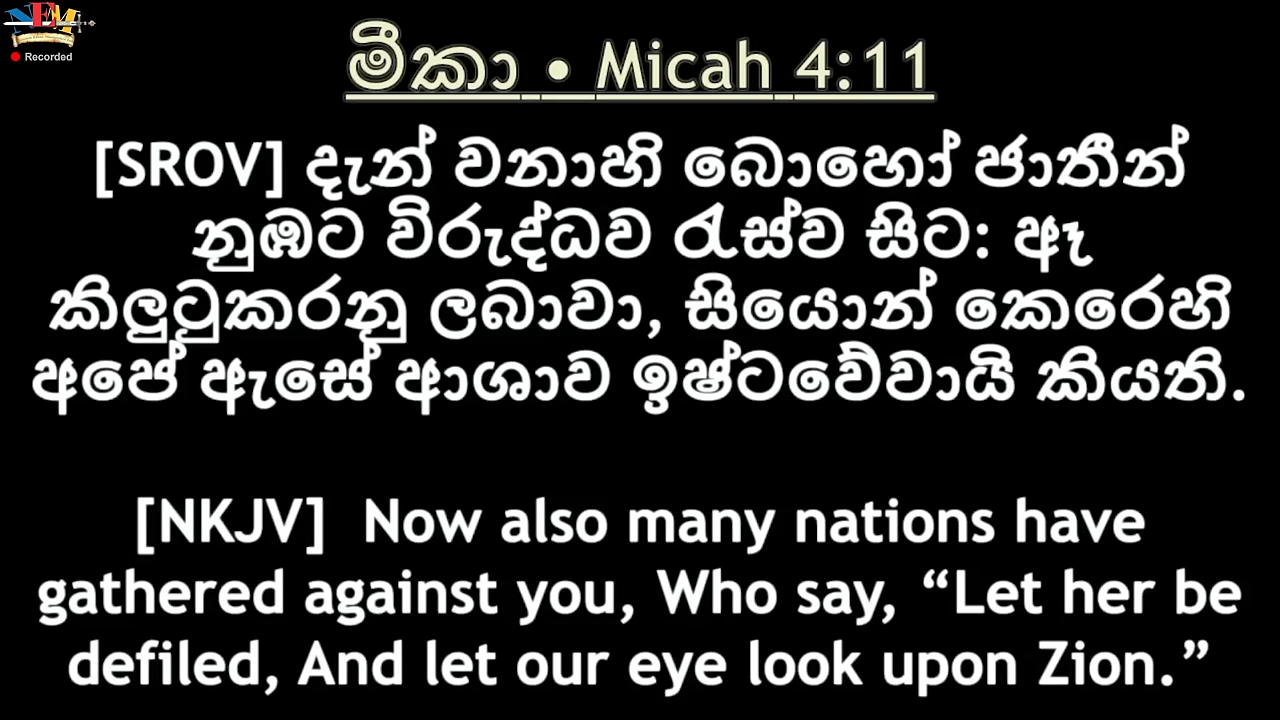 NEM
Recorded
මීකා • Micah 4:11
[SROV] දැන් වනාහි බොහෝ ජාතීන්
නුඹට විරුද්ධව රැස්ව සිට: ඈ
කිලුටුකරනු ලබාවා, සියොන් කෙරෙහි
අපේ ඇසේ ආශාව ඉෂ්ටවේවායි කියති.
[NKJV] Now also many nations have
gathered against you, Who say, “Let her be
defiled, And let our eye look upon Zion.”